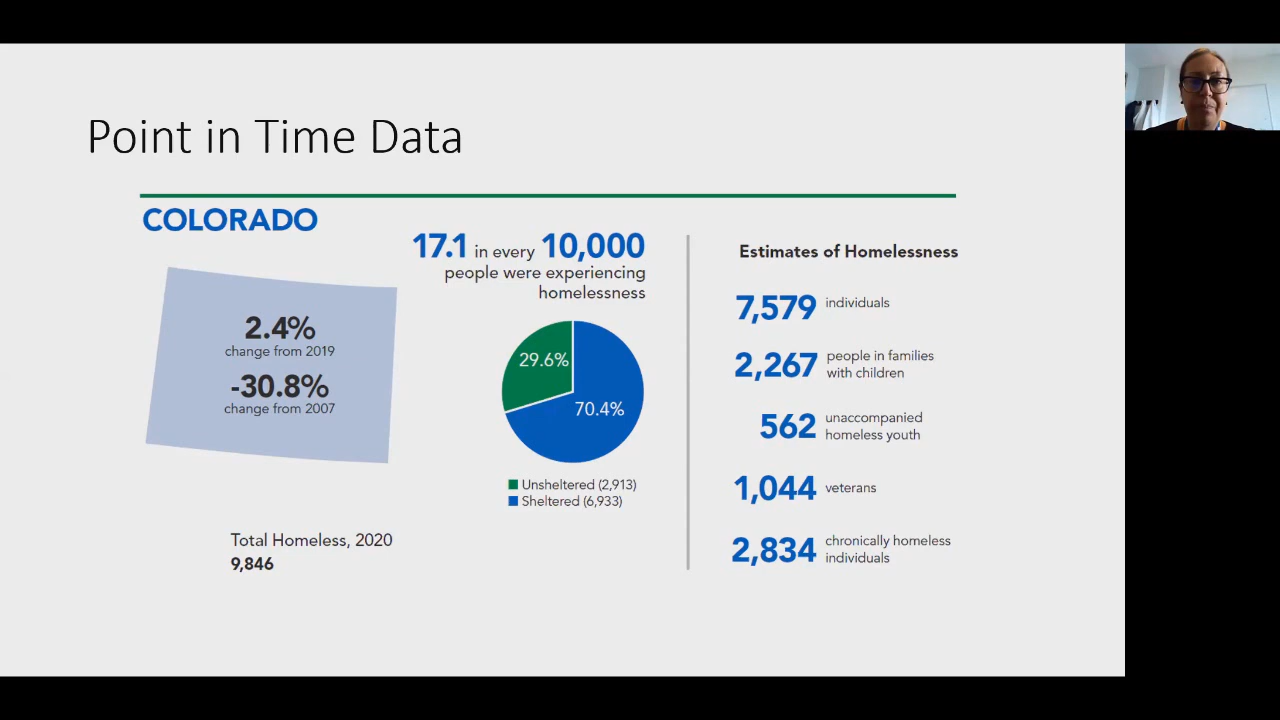 Point in Time Data
COLORADO
2.4%
change from 2019
-30.8%
change from 2007
Total Homeless, 2020
9,846
17.1 in every 10,000
people were experiencing
homelessness
29.6%
70.4%
Unsheltered (2,913)
Sheltered (6,933)
Estimates of Homelessness
7,579 individuals
2,267 people in families
with children
562 unaccompanied
homeless youth
1,044 veterans
2,834 chronically homeless
individuals